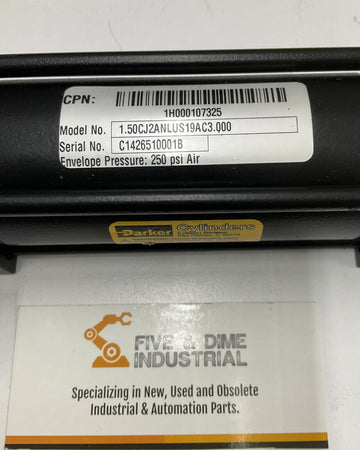 CPN:
1H000107325
Model No. 1.50CJ2ANLUS19AC3.000
Serial No. C1426510001B
Envelope Pressure: 250 psi Air
Parker Cylinders
FIVE & DIME
INDUSTRIAL
Specializing in New, Used and Obsolete
Industrial & Automation Parts.